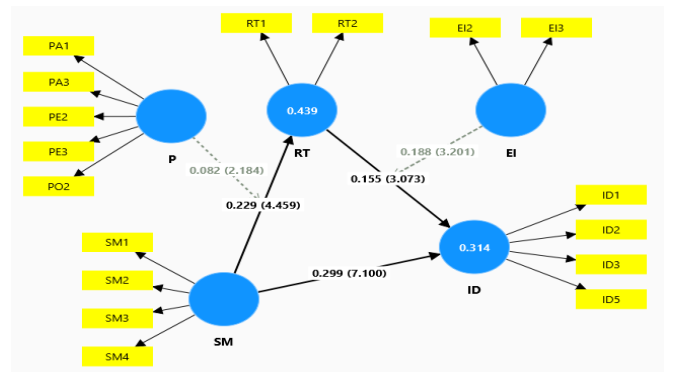 RT1
RT2
EI2
EI3
PA1
PA3
PE2
PE3
PO2
P
0.439
RT
EI
0.082 (2.184)
0.188 (3.201)
0.155 (3.073)
0.229 (4.459)
SM1
SM2
SM3
SM4
SM
0.299 (7.100)
0.314
ID
ID1
ID2
ID3
ID5